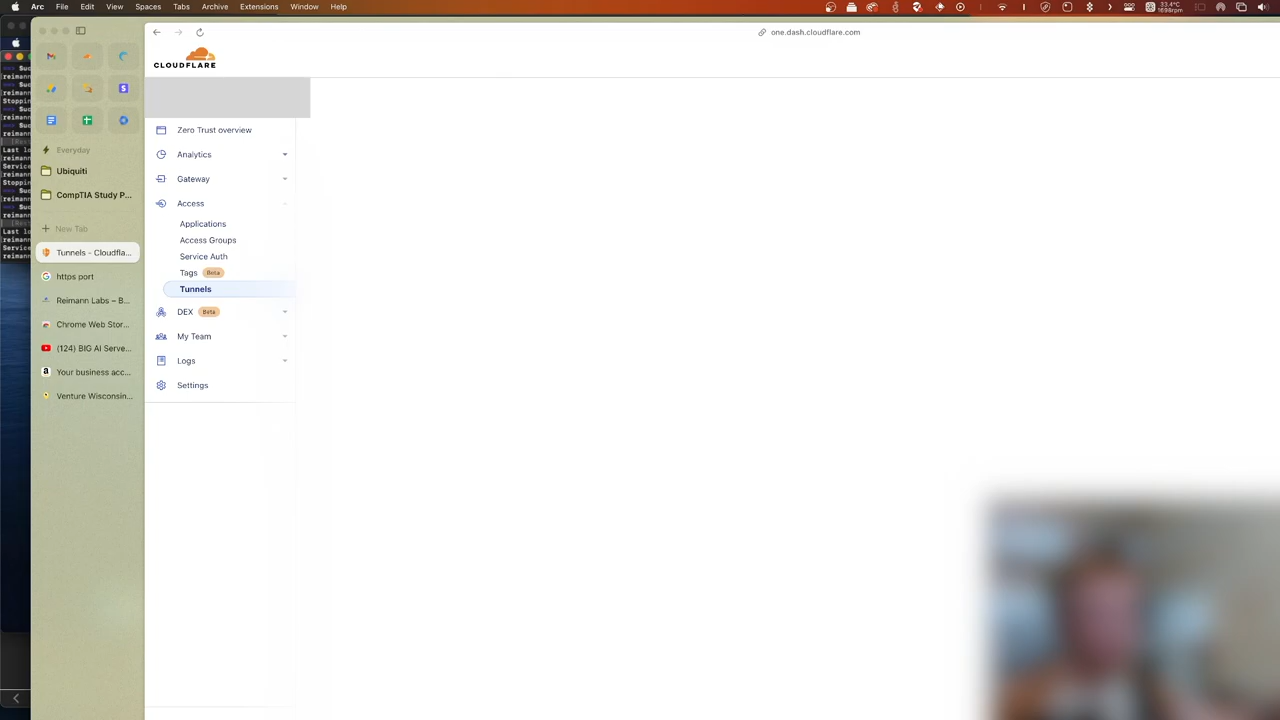 Arc File Edit View Spaces Tabs Archive Extensions Window Help
33.4°C
1698rpm
one.dash.cloudflare.com
CLOUDFLARE
Everyday
Ubiquiti
CompTIA Study P...
New Tab
Tunnels - Cloudfla...
https port
Reimann Labs – B...
Chrome Web Stor...
(124) BIG AI Serve...
Your business acc...
Venture Wisconsin...
Zero Trust overview
Analytics
Gateway
Access
Applications
Access Groups
Service Auth
Tags Beta
Tunnels
DEX Beta
My Team
Logs
Settings